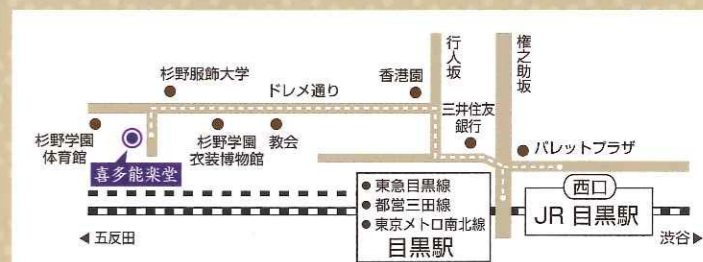 行人坂
権之助坂
杉野服飾大学
ドレメ通り
香港園
三井住友
銀行
杉野学園
体育館
喜多能楽堂
杉野学園
衣装博物館
教会
パレットプラザ
● 東急目黒線
● 都営三田線
● 東京メトロ南北線
目黒駅
西口
JR 目黒駅
◀ 五反田
渋谷 ▶